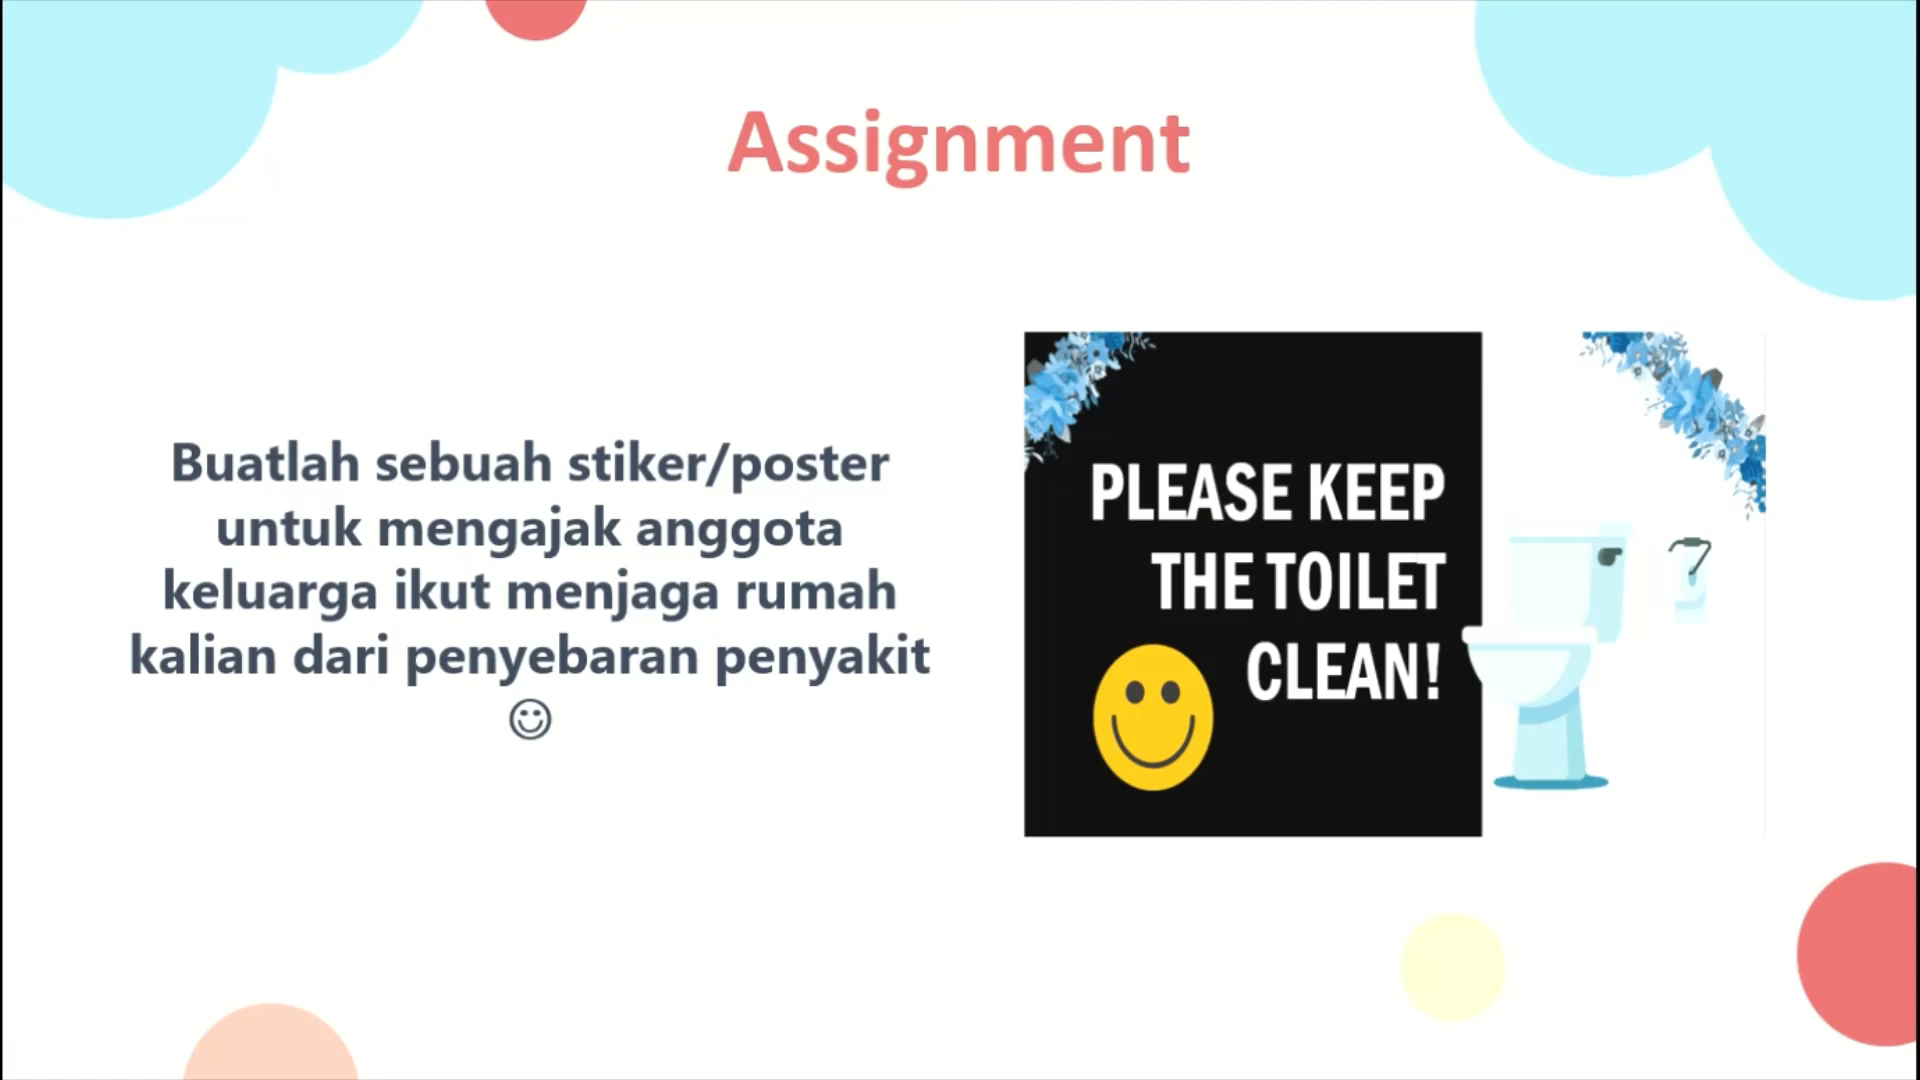 Assignment
Buatlah sebuah stiker/poster
untuk mengajak anggota
keluarga ikut menjaga rumah
kalian dari penyebaran penyakit
☺
PLEASE KEEP
THE TOILET
CLEAN!